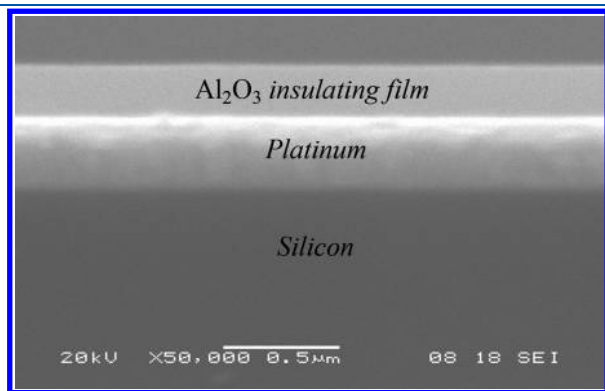 Al₂O₃ insulating film
Platinum
Silicon
20kV X50,000 0.5µm 08 18 SEI